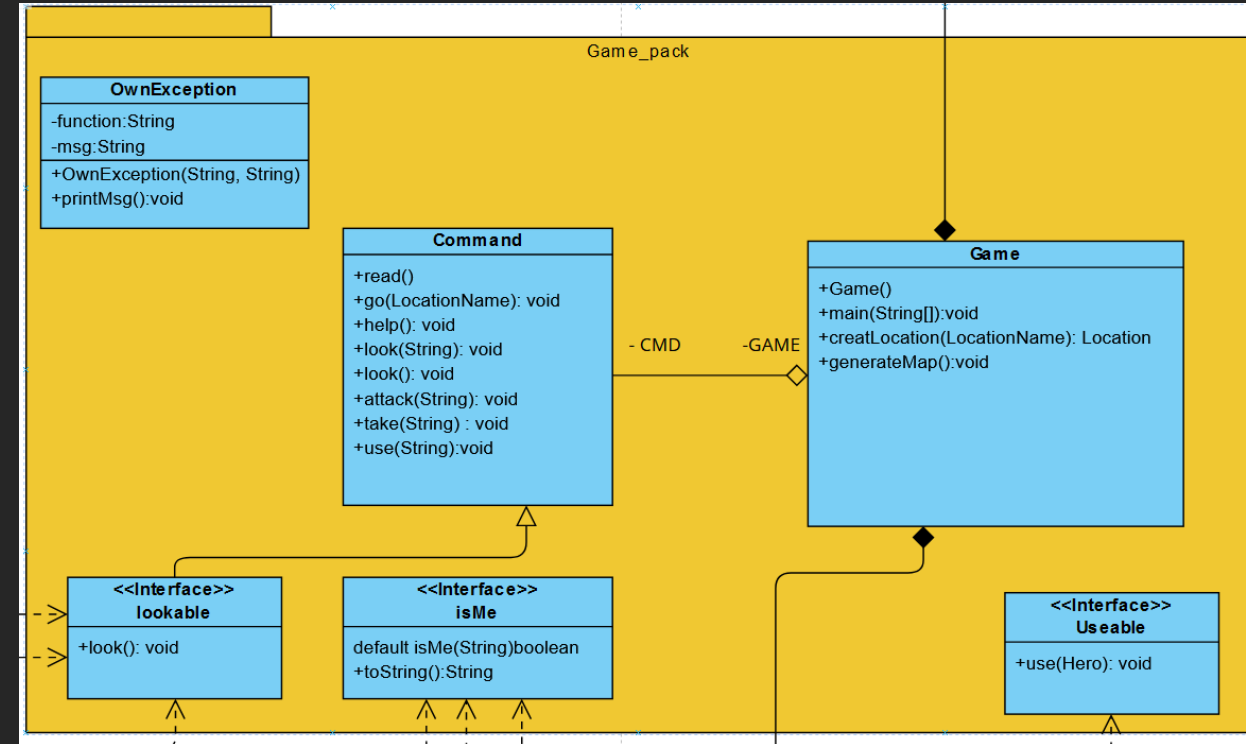 Game_pack
OwnException
-function:String
-msg:String
+OwnException(String, String)
+printMsg():void
Command
+read()
+go(LocationName): void
+help(): void
+look(String): void
+look(): void
+attack(String): void
+take(String) : void
+use(String):void
- CMD
-GAME
Game
+Game()
+main(String[]):void
+creatLocation(LocationName): Location
+generateMap():void
<<Interface>>
lookable
+look(): void
<<Interface>>
isMe
default isMe(String)boolean
+toString():String
<<Interface>>
Useable
+use(Hero): void